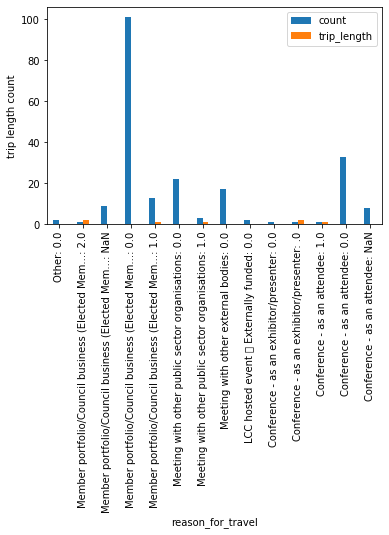 count
trip_length
trip length count
100
80
60
40
20
0
Other: 0.0
Member portfolio/Council business (Elected Mem...: 2.0
Member portfolio/Council business (Elected Mem...: NaN
Member portfolio/Council business (Elected Mem...: 0.0
Member portfolio/Council business (Elected Mem...: 1.0
Meeting with other public sector organisations: 0.0
Meeting with other public sector organisations: 1.0
Meeting with other external bodies: 0.0
LCC hosted event ▯ Externally funded: 0.0
Conference - as an exhibitor/presenter: 0.0
Conference - as an exhibitor/presenter: .0
Conference - as an attendee: 1.0
Conference - as an attendee: 0.0
Conference - as an attendee: NaN
reason_for_travel